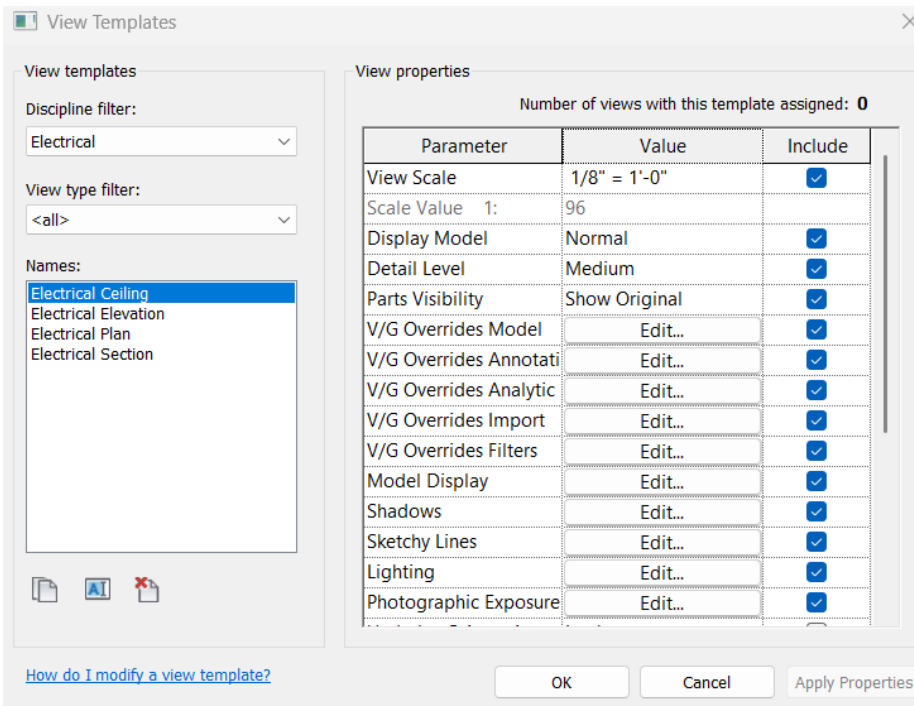 View Templates
View templates
Discipline filter:
Electrical
View type filter:
<all>
Names:
Electrical Ceiling
Electrical Elevation
Electrical Plan
Electrical Section
How do I modify a view template?
View properties
Number of views with this template assigned: 0
Parameter Value Include
View Scale 1/8" = 1'-0"
Scale Value 1: 96
Display Model Normal
Detail Level Medium
Parts Visibility Show Original
V/G Overrides Model Edit...
V/G Overrides Annotati Edit...
V/G Overrides Analytic Edit...
V/G Overrides Import Edit...
V/G Overrides Filters Edit...
Model Display Edit...
Shadows Edit...
Sketchy Lines Edit...
Lighting Edit...
Photographic Exposure Edit...
OK Cancel Apply Properties